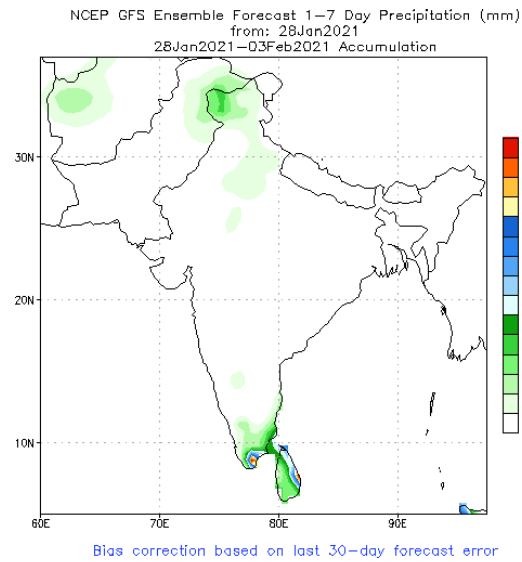 NCEP GFS Ensemble Forecast 1–7 Day Precipitation (mm)
from: 28Jan2021
28Jan2021–03Feb2021 Accumulation
30N
20N
10N
60E 70E 80E 90E
Bias correction based on last 30–day forecast error